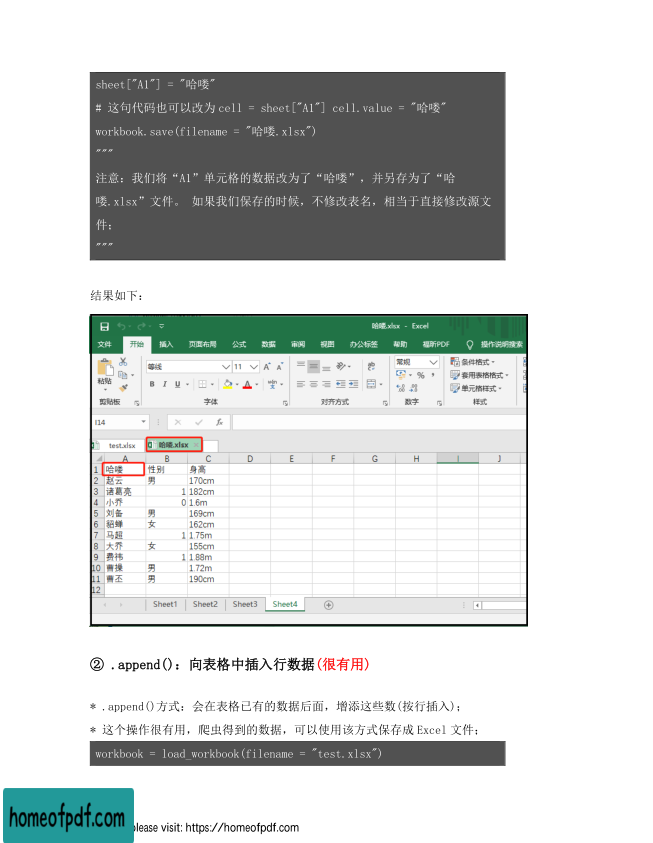 sheet["A1"] = "哈喽"
# 这句代码也可以改为 cell = sheet["A1"] cell.value = "哈喽"
workbook.save(filename = "哈喽.xlsx")
"""
注意：我们将“A1”单元格的数据改为了“哈喽”，并另存为了“哈
喽.xlsx”文件。 如果我们保存的时候，不修改表名，相当于直接修改源文
件；
"""
结果如下：
哈喽.xlsx - Excel
文件 开始 插入 页面布局 公式 数据 审阅 视图 办公标签 帮助 福昕PDF 操作说明搜索
等线 11 常规 条件格式
粘贴 套用表格格式
B I U 单元格样式
剪贴板 字体 对齐方式 数字 样式
I14 fx
test.xlsx 哈喽.xlsx
A B C D E F G H I J
1 哈喽 性别 身高
2 赵云 男 170cm
3 诸葛亮 1 182cm
4 小乔 0 1.6m
5 刘备 男 169cm
6 貂蝉 女 162cm
7 马超 1 1.75m
8 大乔 女 155cm
9 费祎 1 1.88m
10 曹操 男 1.72m
11 曹丕 男 190cm
12
Sheet1 Sheet2 Sheet3 Sheet4
② .append()：向表格中插入行数据(很有用)
* .append()方式：会在表格已有的数据后面，增添这些数(按行插入)；
* 这个操作很有用，爬虫得到的数据，可以使用该方式保存成 Excel 文件；
workbook = load_workbook(filename = "test.xlsx")
homeofpdf.com
please visit: https://homeofpdf.com